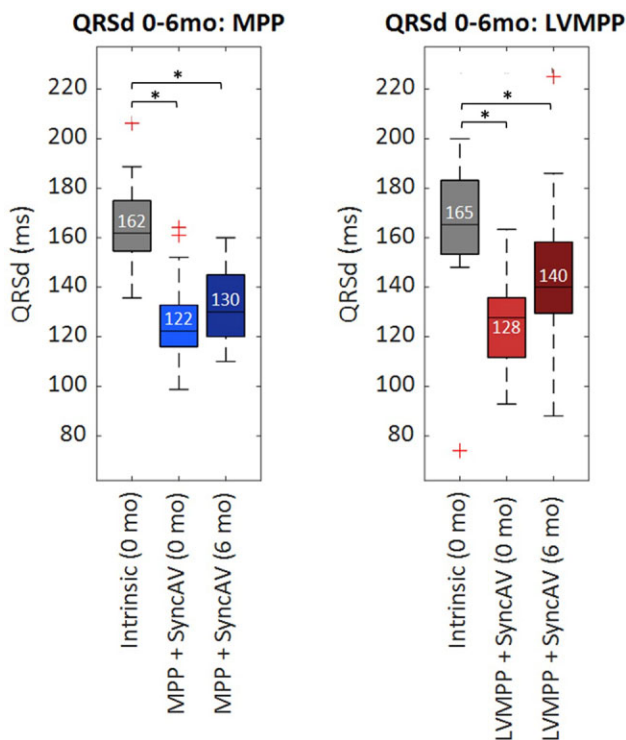 QRSd 0-6mo: MPP
QRSd (ms)
220
200
180
160
140
120
100
80
*
*
162
122
130
Intrinsic (0 mo)
MPP + SyncAV (0 mo)
MPP + SyncAV (6 mo)
QRSd 0-6mo: LVMPP
QRSd (ms)
220
200
180
160
140
120
100
80
*
*
165
128
140
Intrinsic (0 mo)
LVMPP + SyncAV (0 mo)
LVMPP + SyncAV (6 mo)